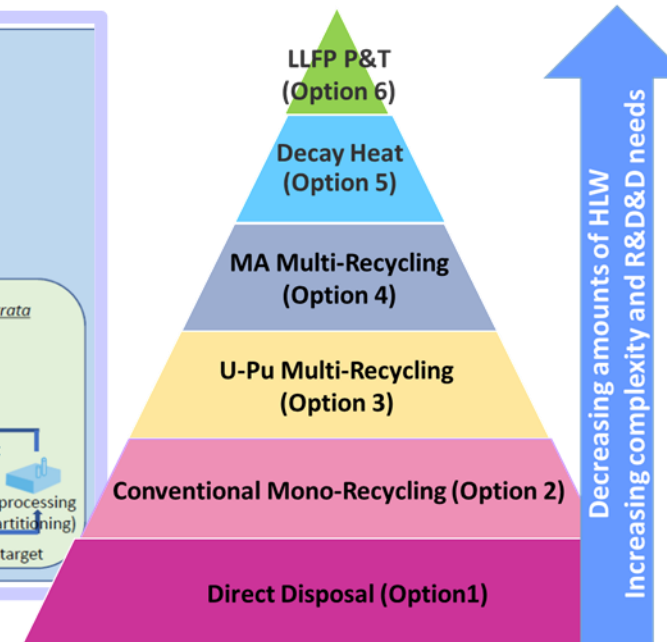 LLFP P&T
(Option 6)
Decay Heat
(Option 5)
MA Multi-Recycling
(Option 4)
U-Pu Multi-Recycling
(Option 3)
Conventional Mono-Recycling (Option 2)
Direct Disposal (Option1)
Decreasing amounts of HLW
Increasing complexity and R&D&D needs
rata
processing
artitioning)
target